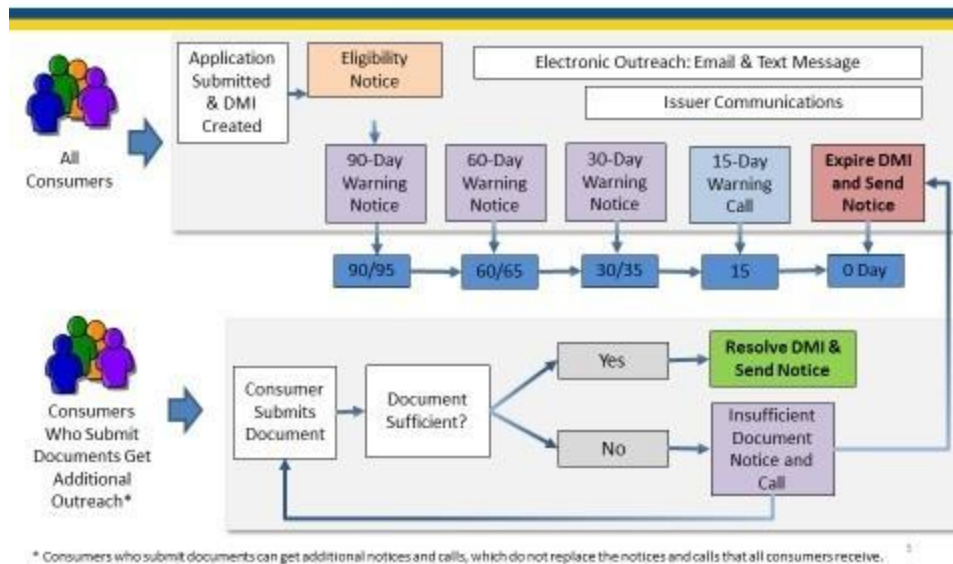 Application
Submitted
& DMI
Created
Eligibility
Notice
Electronic Outreach: Email & Text Message
Issuer Communications
All
Consumers
90-Day
Warning
Notice
60-Day
Warning
Notice
30-Day
Warning
Notice
15-Day
Warning
Call
Expire DMI
and Send
Notice
90/95
60/65
30/35
15
0 Day
Consumers
Who Submit
Documents Get
Additional
Outreach*
Consumer
Submits
Document
Document
Sufficient?
Yes
No
Resolve DMI &
Send Notice
Insufficient
Document
Notice and
Call
* Consumers who submit documents can get additional notices and calls, which do not replace the notices and calls that all consumers receive.